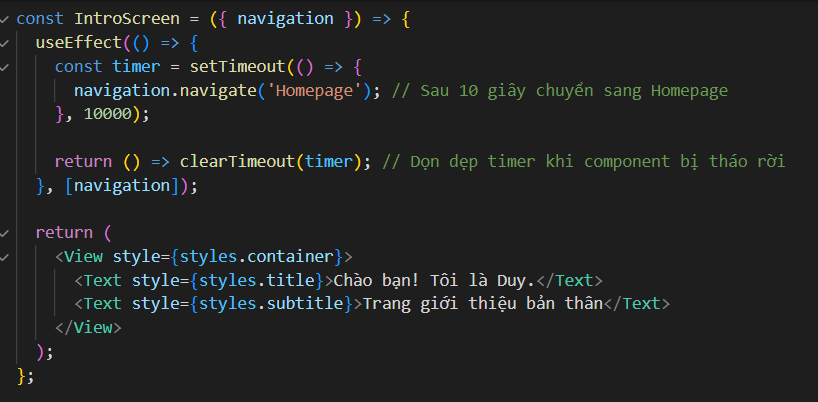 const IntroScreen = ({ navigation }) => {
useEffect(() => {
const timer = setTimeout(() => {
navigation.navigate('Homepage'); // Sau 10 giây chuyển sang Homepage
}, 10000);
return () => clearTimeout(timer); // Dọn dẹp timer khi component bị tháo rời
}, [navigation]);
return (
<View style={styles.container}>
<Text style={styles.title}>Chào bạn! Tôi là Duy.</Text>
<Text style={styles.subtitle}>Trang giới thiệu bản thân</Text>
</View>
);
};